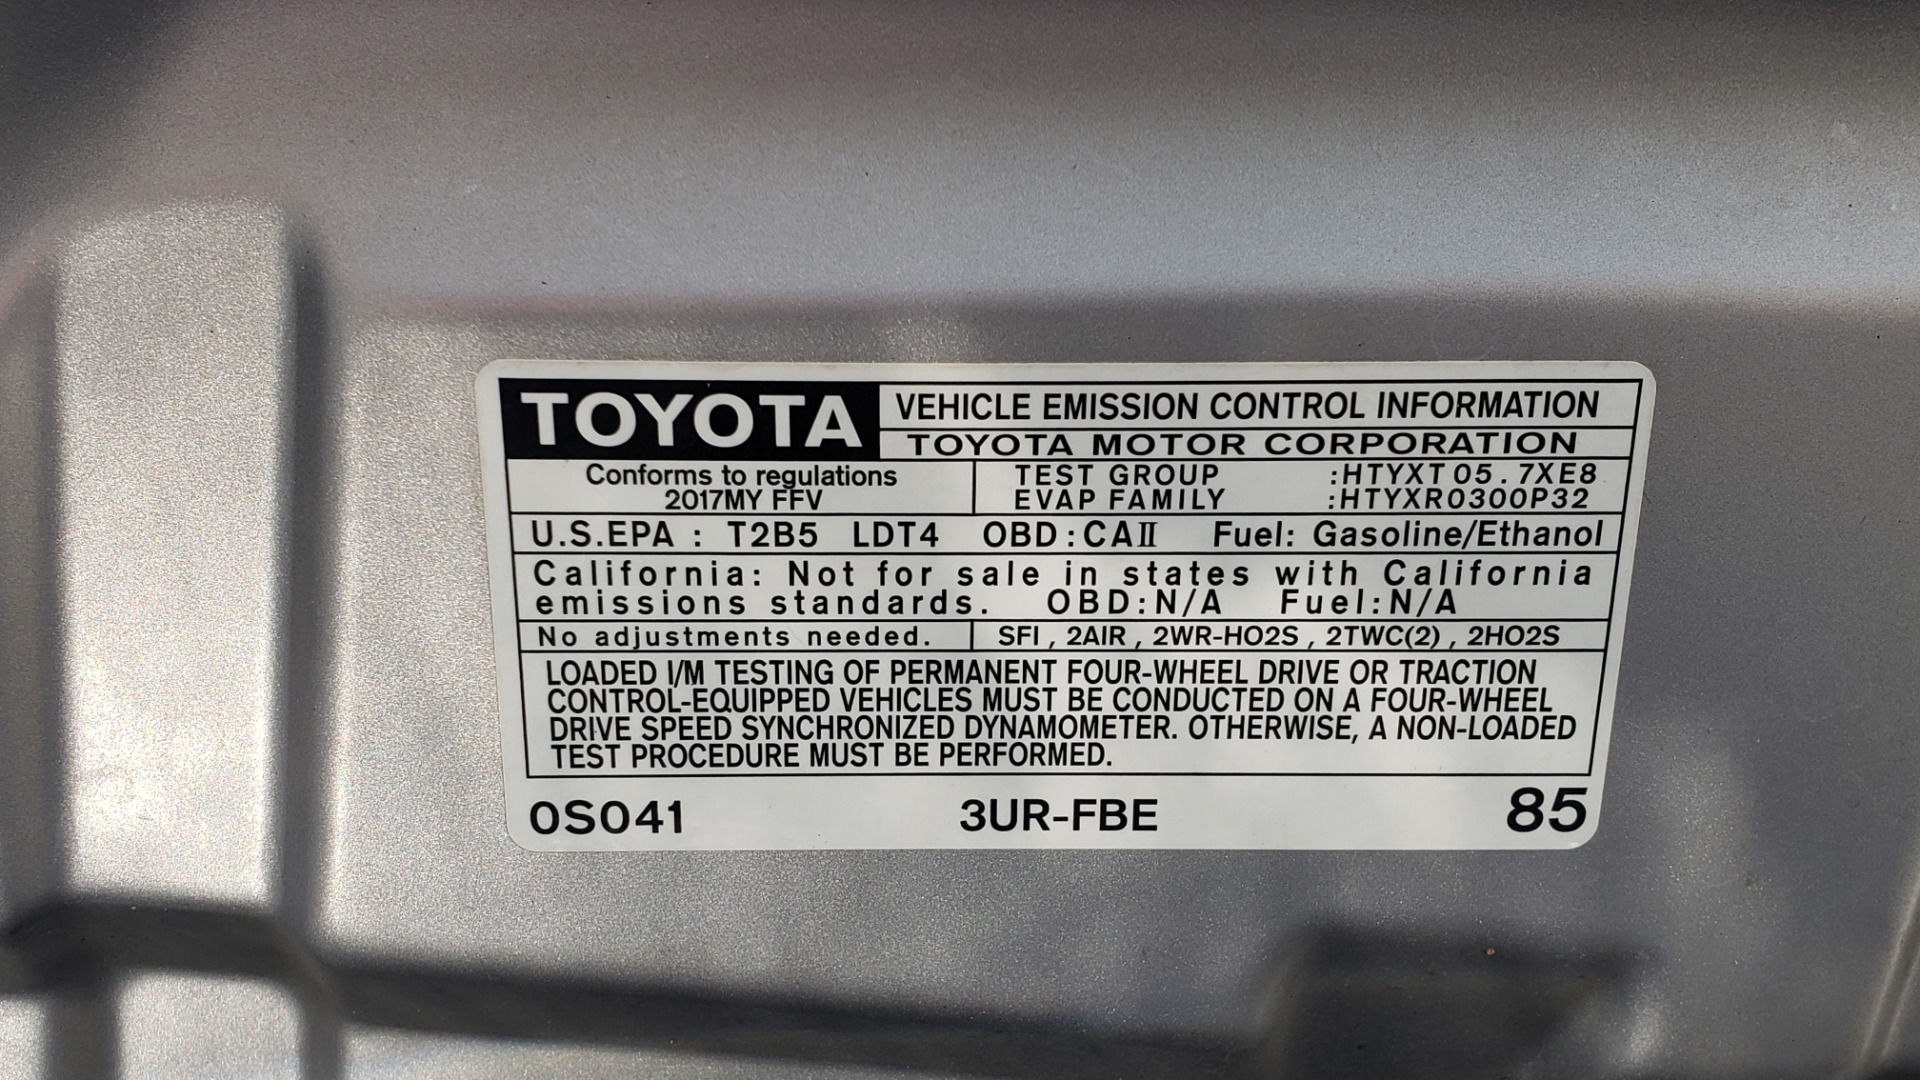 TOYOTA VEHICLE EMISSION CONTROL INFORMATION
TOYOTA MOTOR CORPORATION
Conforms to regulations
2017MY FFV
TEST GROUP :HTYXT05.7XE8
EVAP FAMILY :HTYXR0300P32
U.S.EPA : T2B5 LDT4 OBD:CAⅡ Fuel: Gasoline/Ethanol
California: Not for sale in states with California
emissions standards. OBD:N/A Fuel:N/A
No adjustments needed. SFI , 2AIR , 2WR-HO2S , 2TWC(2) , 2HO2S
LOADED I/M TESTING OF PERMANENT FOUR-WHEEL DRIVE OR TRACTION
CONTROL-EQUIPPED VEHICLES MUST BE CONDUCTED ON A FOUR-WHEEL
DRIVE SPEED SYNCHRONIZED DYNAMOMETER. OTHERWISE, A NON-LOADED
TEST PROCEDURE MUST BE PERFORMED.
0S041 3UR-FBE 85